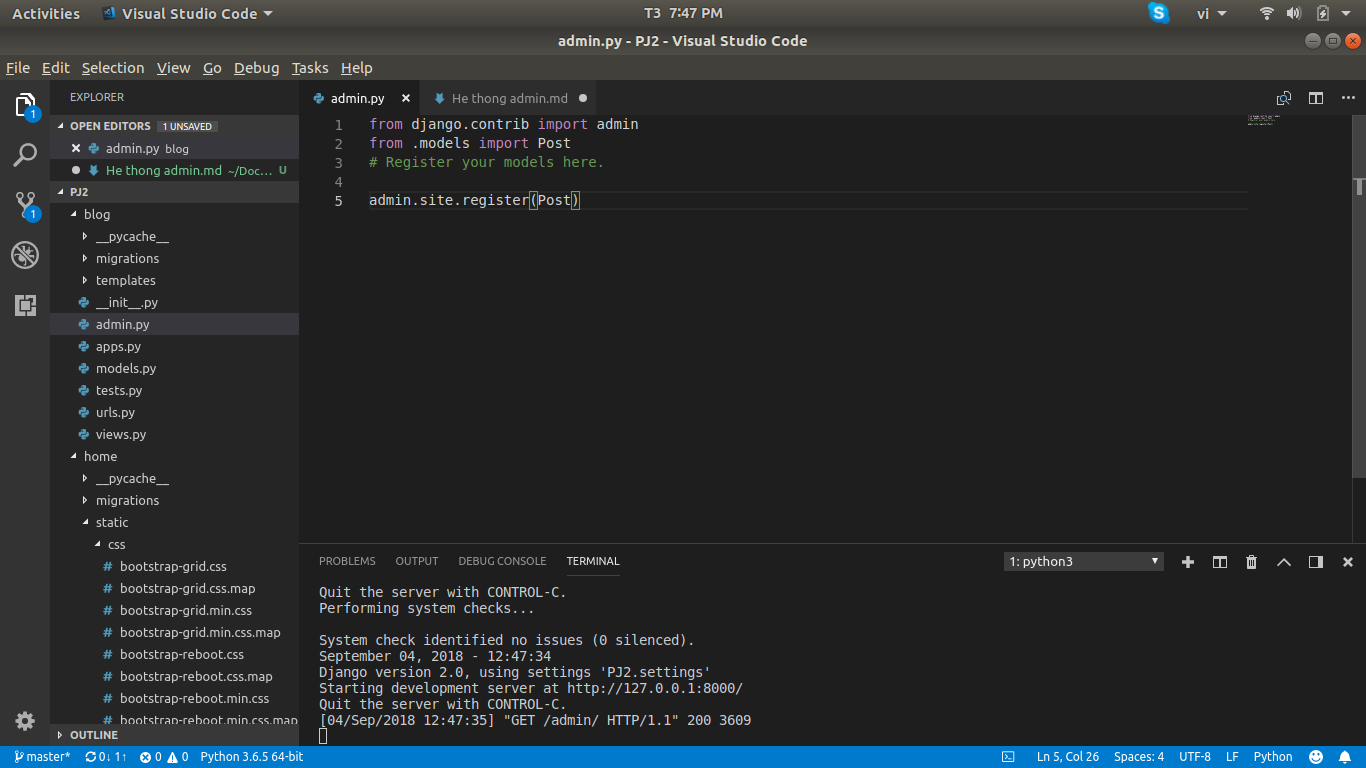 Activities Visual Studio Code T3 7:47 PM vi
admin.py - PJ2 - Visual Studio Code
File Edit Selection View Go Debug Tasks Help
EXPLORER
OPEN EDITORS 1 UNSAVED
admin.py blog
He thong admin.md ~/Doc... U
PJ2
blog
__pycache__
migrations
templates
__init__.py
admin.py
apps.py
models.py
tests.py
urls.py
views.py
home
__pycache__
migrations
static
css
# bootstrap-grid.css
# bootstrap-grid.css.map
# bootstrap-grid.min.css
# bootstrap-grid.min.css.map
# bootstrap-reboot.css
# bootstrap-reboot.css.map
# bootstrap-reboot.min.css
# bootstrap-reboot.min.css.map
OUTLINE
1
1
admin.py He thong admin.md
1 from django.contrib import admin
2 from .models import Post
3 # Register your models here.
4
5 admin.site.register(Post)
PROBLEMS OUTPUT DEBUG CONSOLE TERMINAL 1: python3
Quit the server with CONTROL-C.
Performing system checks...
System check identified no issues (0 silenced).
September 04, 2018 - 12:47:34
Django version 2.0, using settings 'PJ2.settings'
Starting development server at http://127.0.0.1:8000/
Quit the server with CONTROL-C.
[04/Sep/2018 12:47:35] "GET /admin/ HTTP/1.1" 200 3609
master* 0↓ 1↑ 0 0 Python 3.6.5 64-bit Ln 5, Col 26 Spaces: 4 UTF-8 LF Python